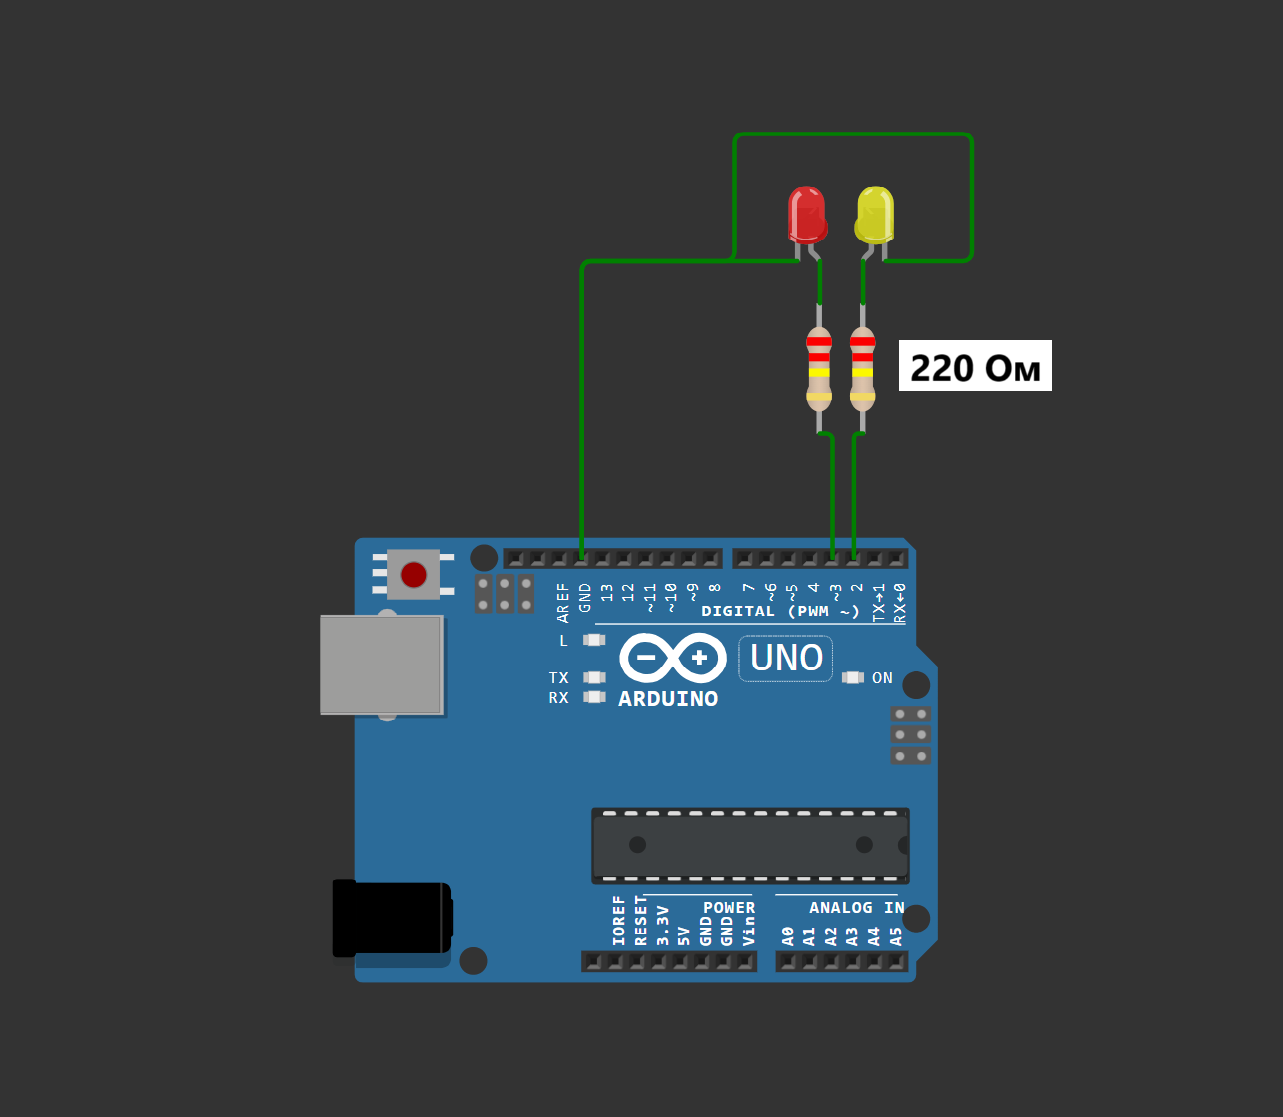 220 Ом
AREF
GND
13
12
~11
~10
~9
8
7
~6
~5
4
~3
2
TX→1
RX←0
DIGITAL (PWM ~)
L
TX
RX
UNO
ON
ARDUINO
IOREF
RESET
3.3V
5V
GND
GND
Vin
POWER
ANALOG IN
A0
A1
A2
A3
A4
A5